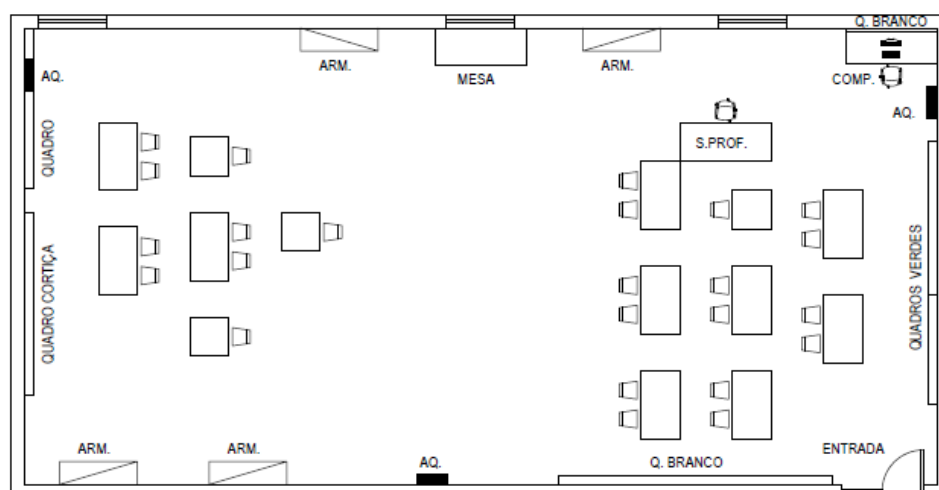 Q. BRANCO
ARM.
MESA
ARM.
AQ.
COMP.
AQ.
QUADRO
S.PROF.
QUADRO CORTIÇA
QUADROS VERDES
ARM.
ARM.
AQ.
Q. BRANCO
ENTRADA